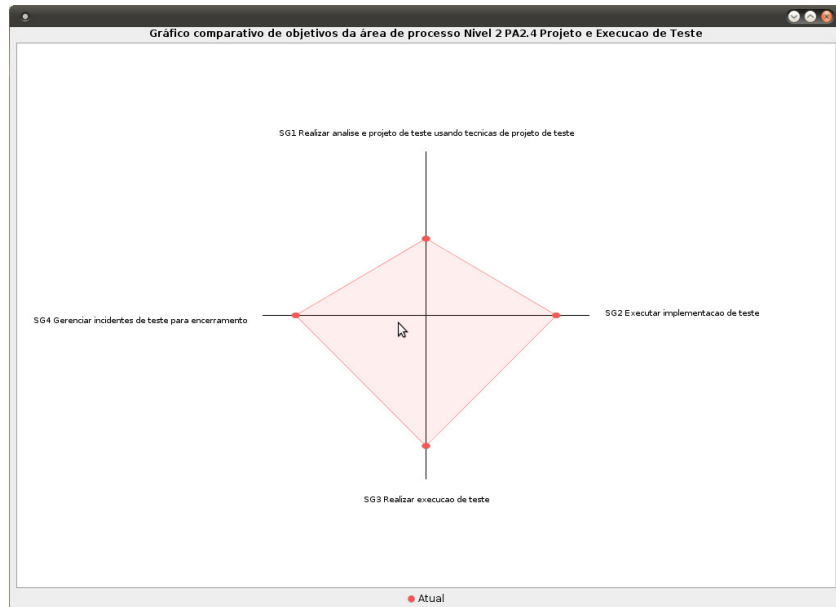 Gráfico comparativo de objetivos da área de processo Nivel 2 PA2.4 Projeto e Execucao de Teste
SG1 Realizar analise e projeto de teste usando tecnicas de projeto de teste
SG2 Executar implementacao de teste
SG4 Gerenciar incidentes de teste para encerramento
SG3 Realizar execucao de teste
Atual